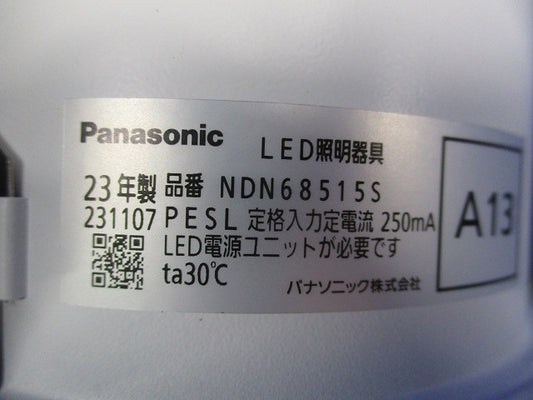 Panasonic LED照明器具
23年製 品番 NDN68515S
231107 PESL 定格入力定電流 250mA
LED電源ユニットが必要です
ta30℃
パナソニック株式会社
A13